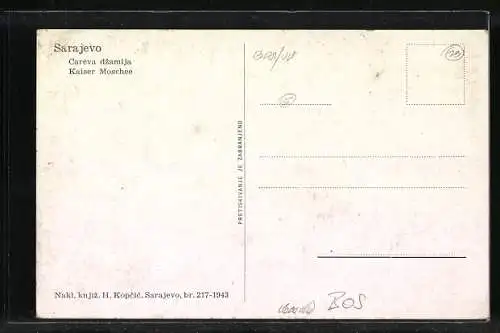 Sarajevo
Careva džamija
Kaiser Moschee
PRETISKIVANJE JE ZABRANJENO
Nakl. knjiž. H. Kopčić, Sarajevo, br. 217-1943
BOS